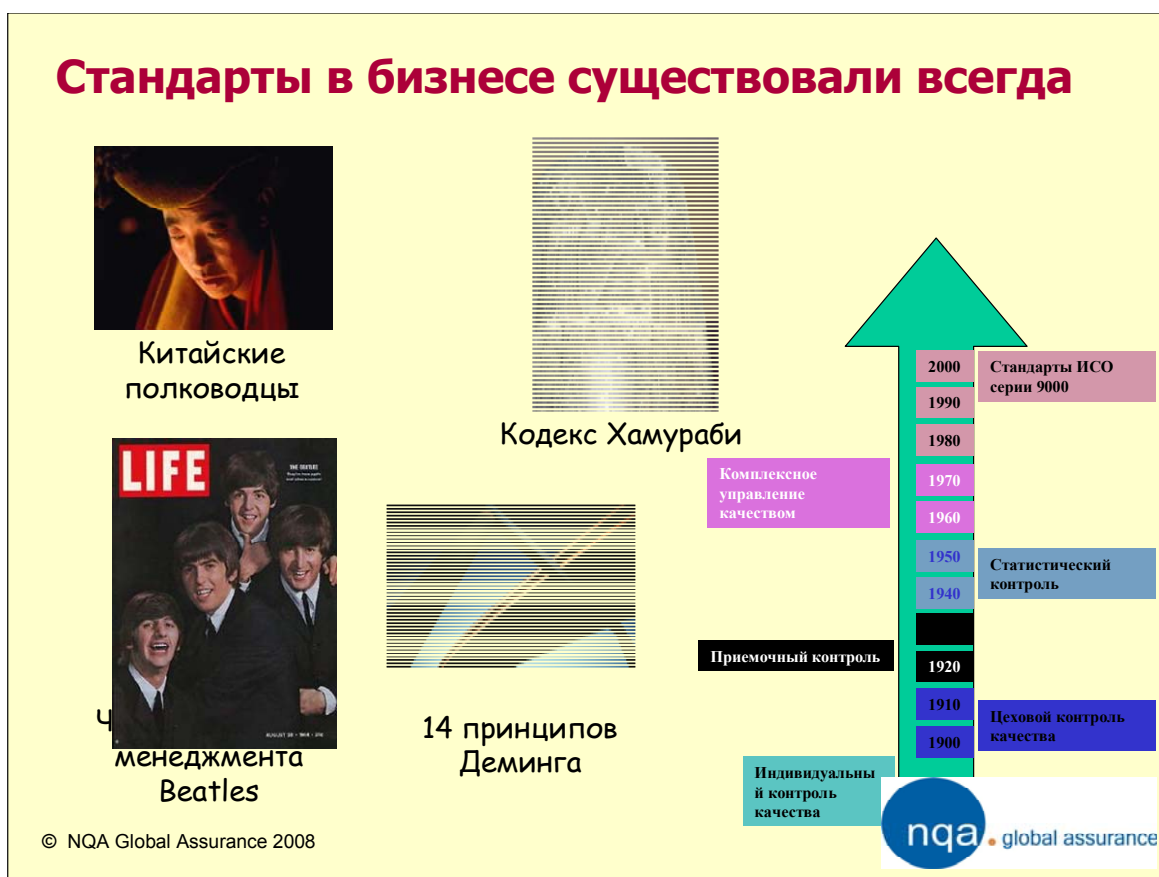 Стандарты в бизнесе существовали всегда
Китайские
полководцы
Кодекс Хамураби
LIFE
THE BEATLES
менеджмента
Beatles
14 принципов
Деминга
2000
1990
1980
1970
1960
1950
1940
1920
1910
1900
Стандарты ИСО
серии 9000
Комплексное
управление
качеством
Статистический
контроль
Приемочный контроль
Цеховой контроль
качества
Индивидуальны
й контроль
качества
© NQA Global Assurance 2008
nqa. global assurance